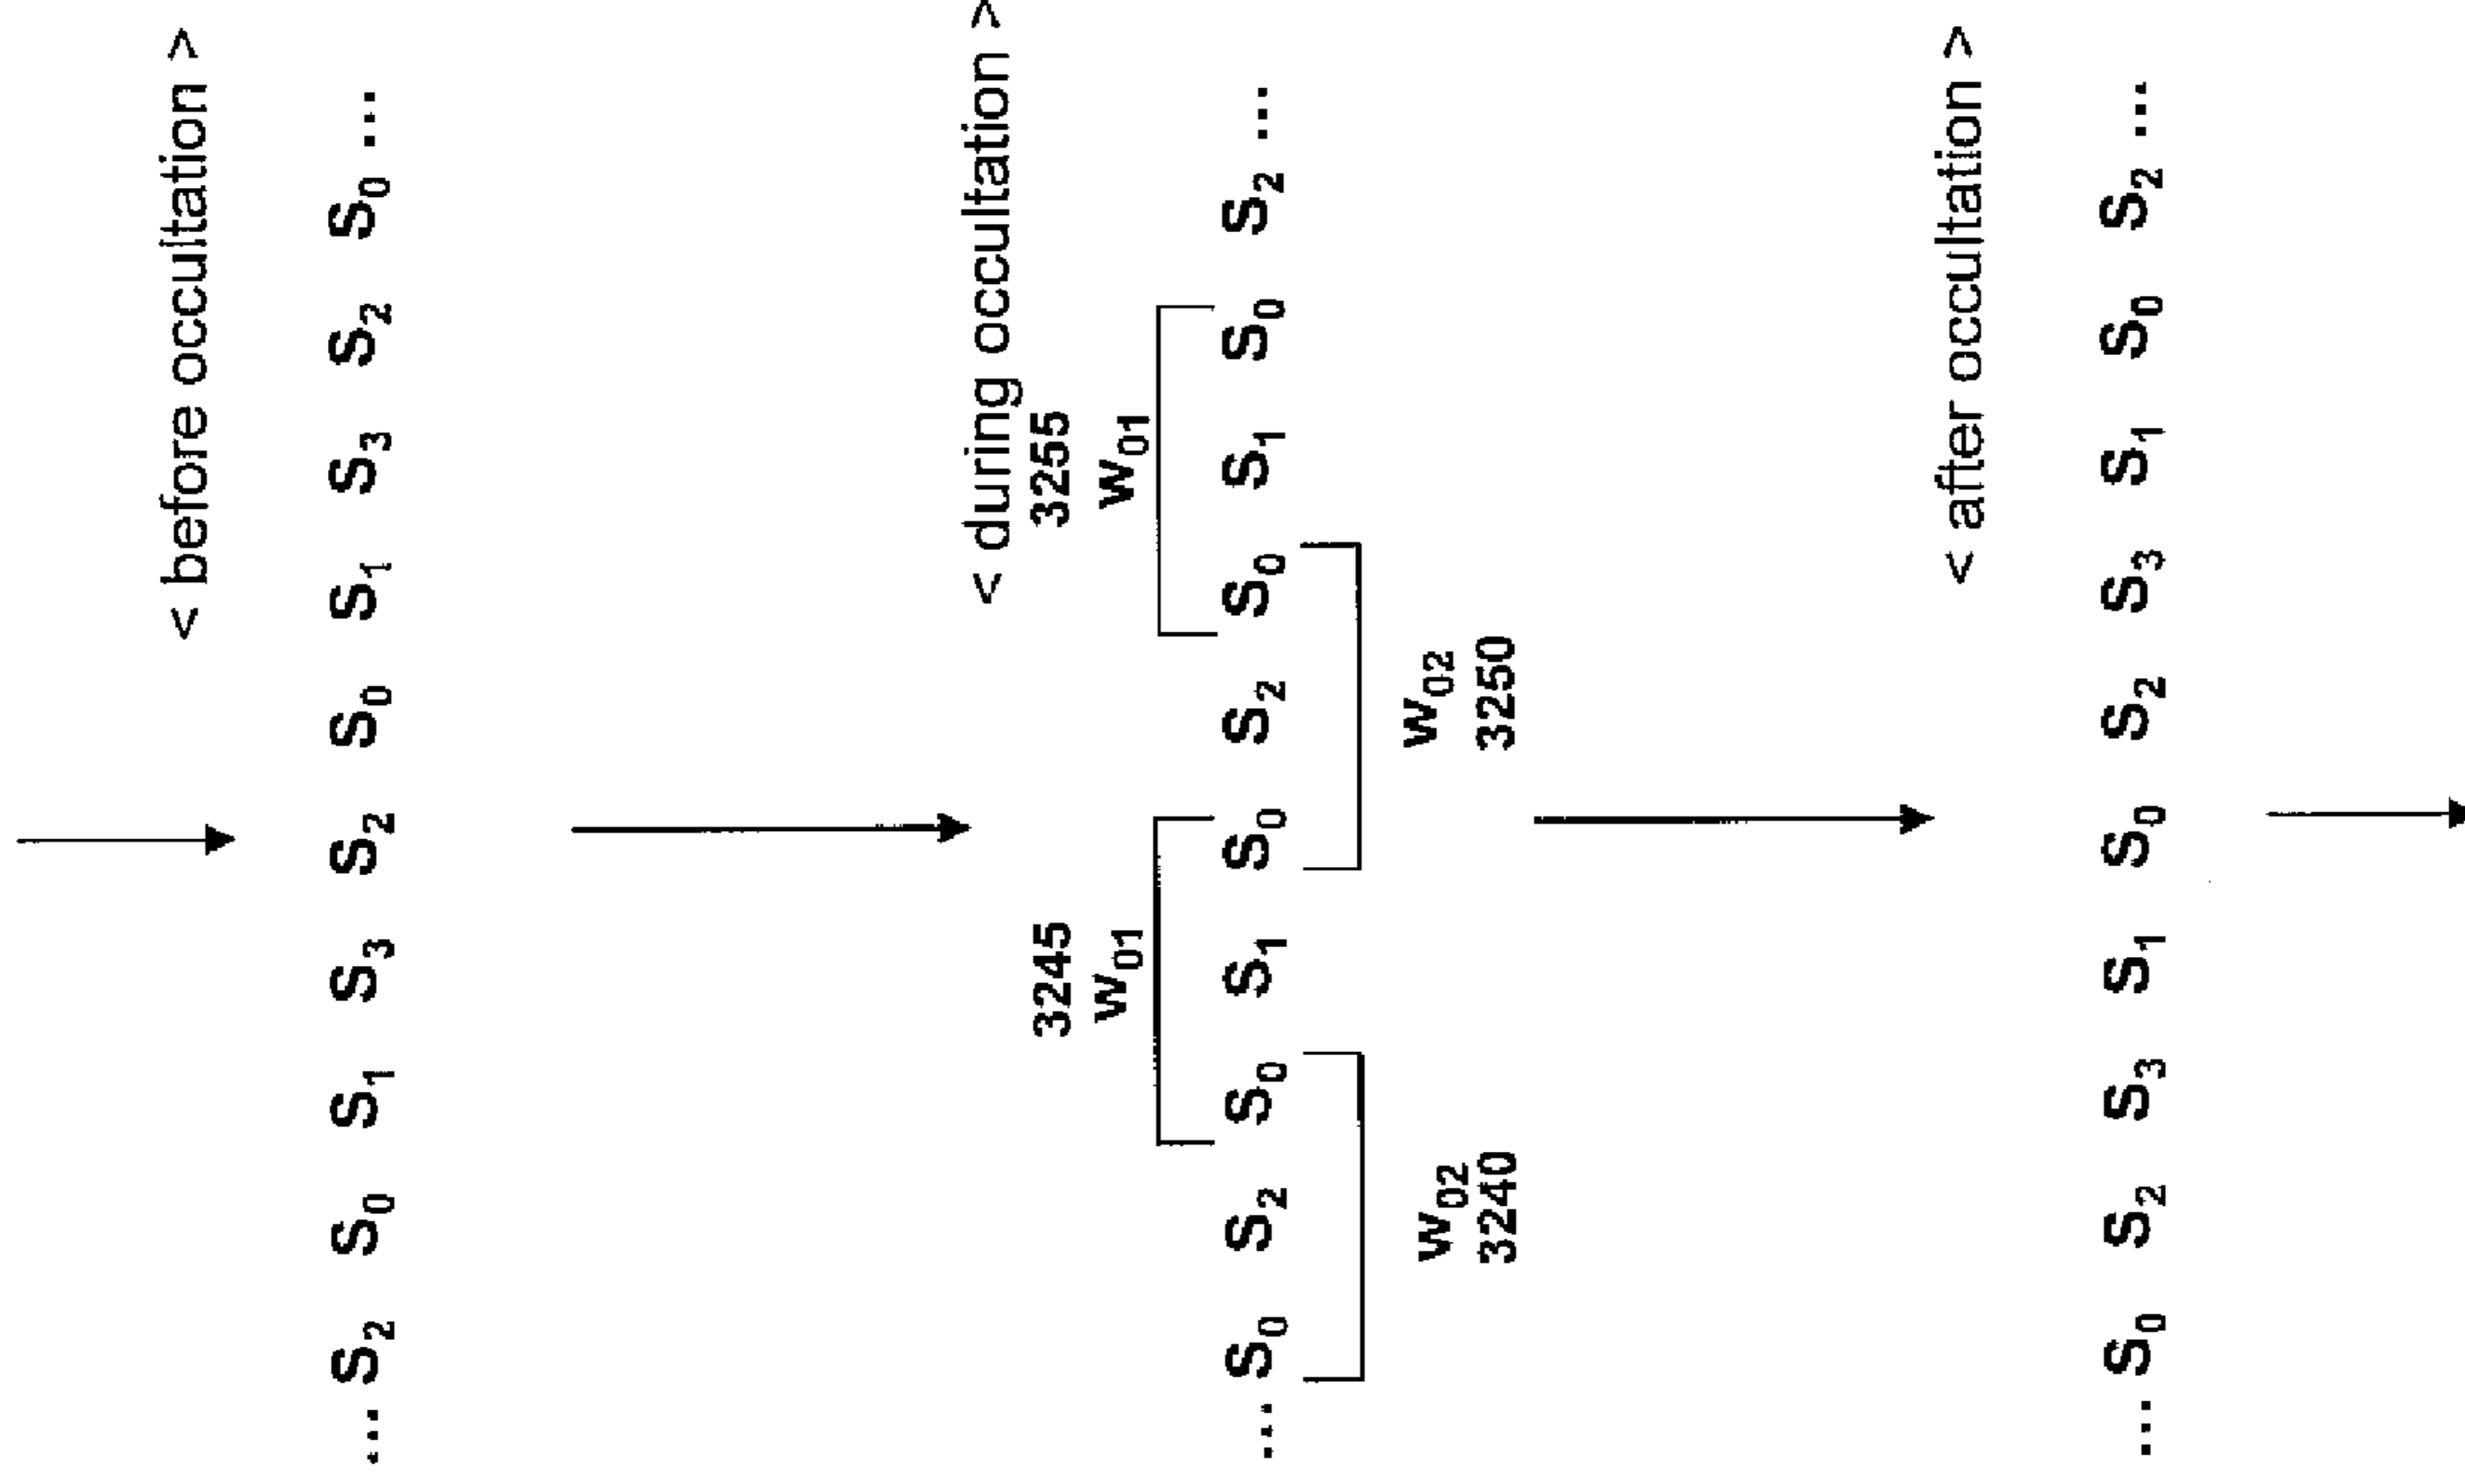 < before occultation >
... S₂ S₀ S₁ S₃ S₂ S₀ S₁ S₃ S₂ S₀ ...
< during occultation >
3245 3255
W₀₁ W₀₁
... S₀ S₂ S₀ S₁ S₀ S₂ S₀ S₁ S₀ S₂ ...
W₀₂ W₀₂
3240 3250
< after occultation >
... S₀ S₂ S₃ S₁ S₀ S₂ S₃ S₁ S₀ S₂ ...